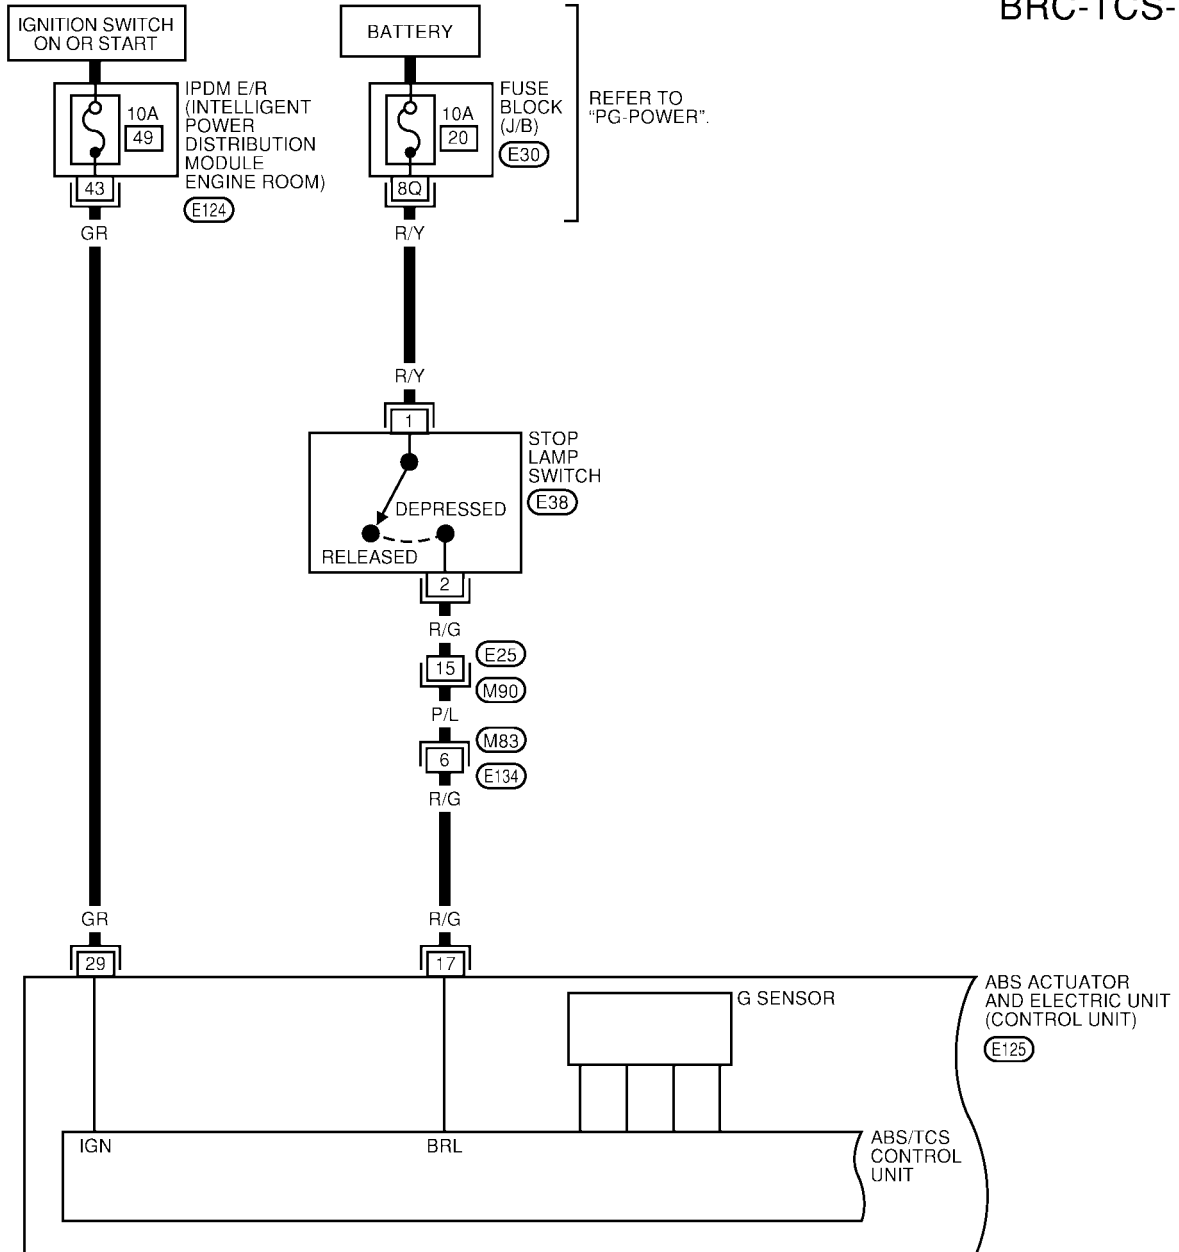 BRC-TCS-
IGNITION SWITCH
ON OR START
BATTERY
IPDM E/R
(INTELLIGENT
POWER
DISTRIBUTION
MODULE
ENGINE ROOM)
E124
10A
49
43
GR
FUSE
BLOCK
(J/B)
E30
10A
20
8Q
R/Y
REFER TO
“PG-POWER”.
R/Y
1
STOP
LAMP
SWITCH
E38
DEPRESSED
RELEASED
2
R/G
15
E25
M90
P/L
6
M83
E134
R/G
GR
R/G
29
17
G SENSOR
ABS ACTUATOR
AND ELECTRIC UNIT
(CONTROL UNIT)
E125
IGN
BRL
ABS/TCS
CONTROL
UNIT